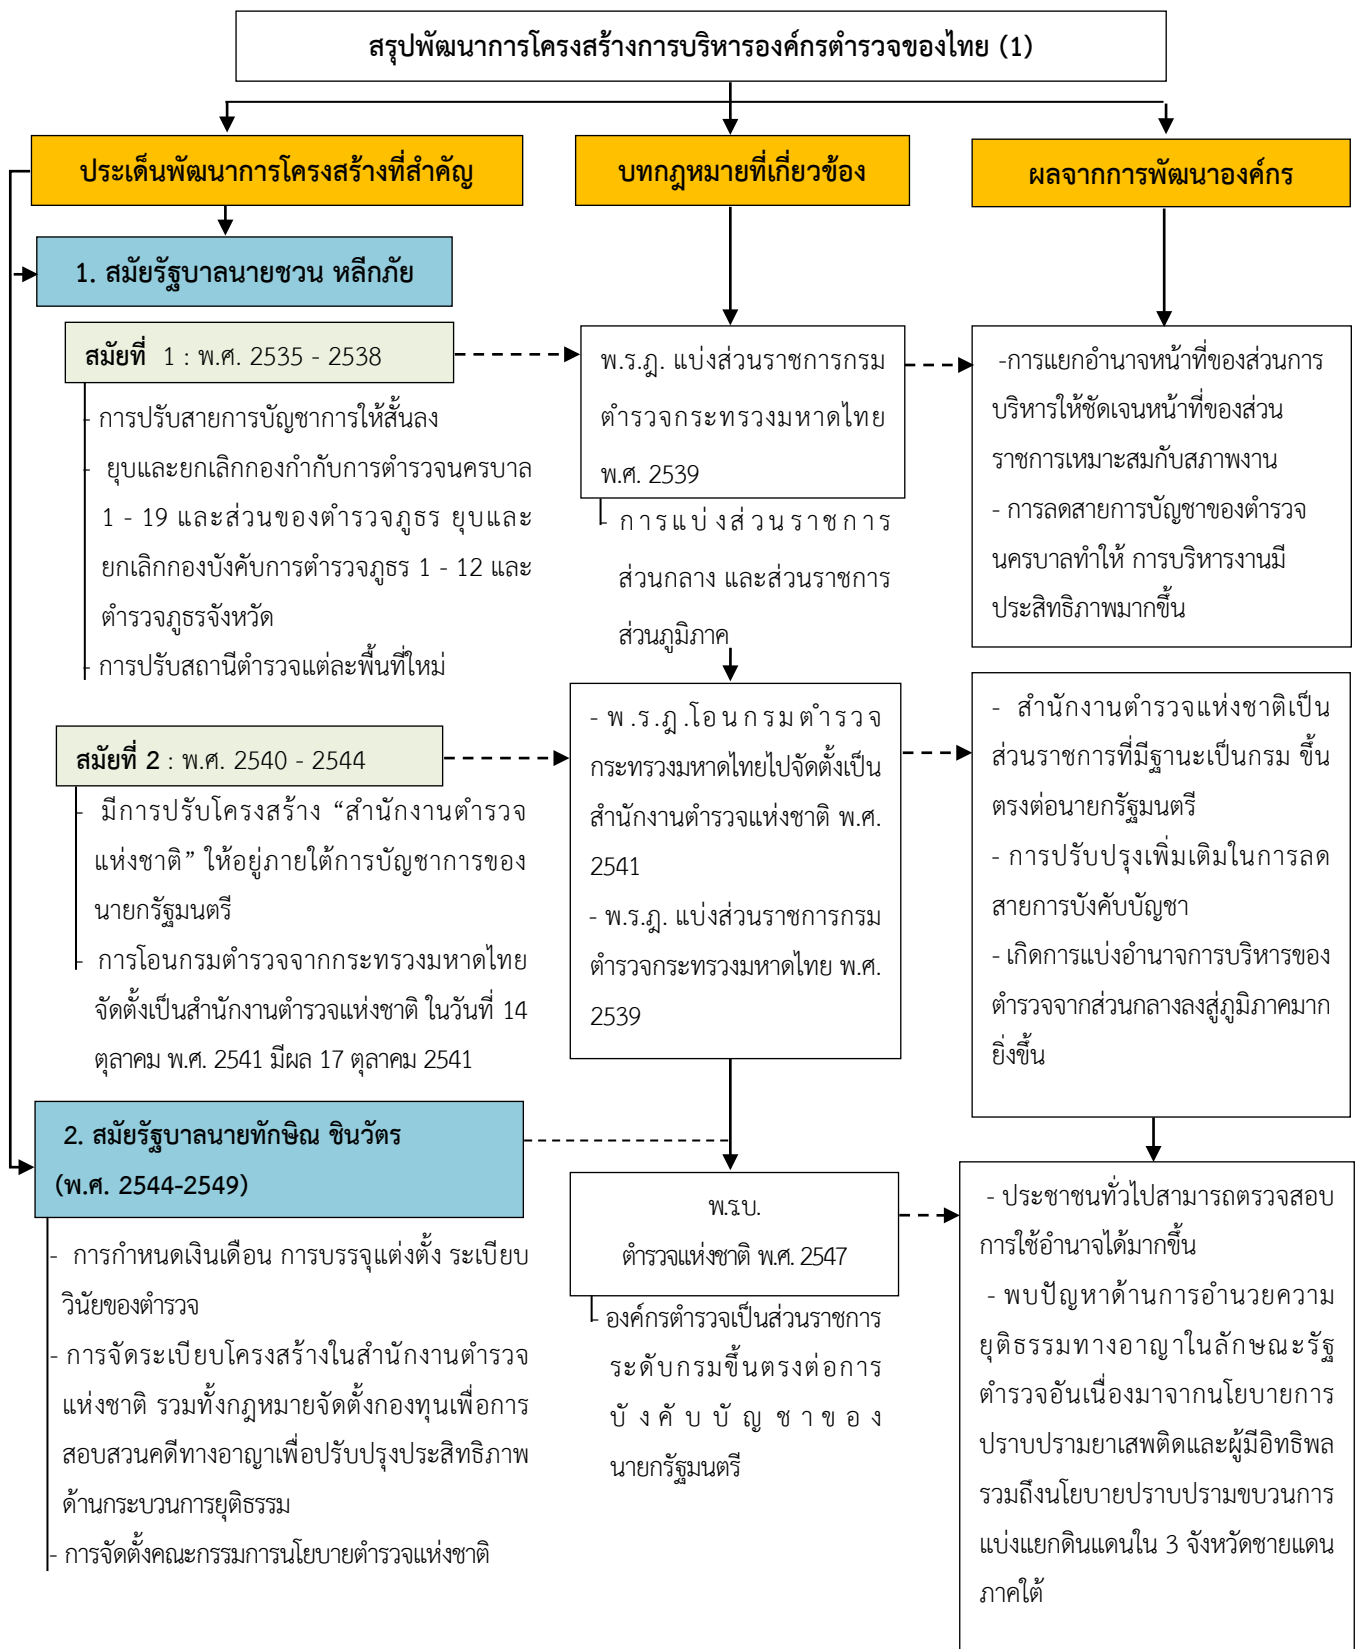 สรุปพัฒนาการโครงสร้างการบริหารองค์กรตำรวจของไทย (1)
ประเด็นพัฒนาการโครงสร้างที่สำคัญ
บทกฎหมายที่เกี่ยวข้อง
ผลจากการพัฒนาองค์กร
1. สมัยรัฐบาลนายชวน หลีกภัย
สมัยที่ 1 : พ.ศ. 2535 - 2538
- การปรับสายการบัญชาการให้สั้นลง
- ยุบและยกเลิกกองกำกับการตำรวจนครบาล
1 - 19 และส่วนของตำรวจภูธร ยุบและ
ยกเลิกกองบังคับการตำรวจภูธร 1 - 12 และ
ตำรวจภูธรจังหวัด
- การปรับสถานีตำรวจแต่ละพื้นที่ใหม่
พ.ร.ฎ. แบ่งส่วนราชการกรม
ตำรวจกระทรวงมหาดไทย
พ.ศ. 2539
- การแบ่งส่วนราชการ
ส่วนกลาง และส่วนราชการ
ส่วนภูมิภาค
-การแยกอำนาจหน้าที่ของส่วนการ
บริหารให้ชัดเจนหน้าที่ของส่วน
ราชการเหมาะสมกับสภาพงาน
- การลดสายการบัญชาของตำรวจ
นครบาลทำให้ การบริหารงานมี
ประสิทธิภาพมากขึ้น
สมัยที่ 2 : พ.ศ. 2540 - 2544
- มีการปรับโครงสร้าง “สำนักงานตำรวจ
แห่งชาติ” ให้อยู่ภายใต้การบัญชาการของ
นายกรัฐมนตรี
- การโอนกรมตำรวจจากกระทรวงมหาดไทย
จัดตั้งเป็นสำนักงานตำรวจแห่งชาติ ในวันที่ 14
ตุลาคม พ.ศ. 2541 มีผล 17 ตุลาคม 2541
- พ.ร.ฎ.โอนกรมตำรวจ
กระทรวงมหาดไทยไปจัดตั้งเป็น
สำนักงานตำรวจแห่งชาติ พ.ศ.
2541
- พ.ร.ฎ. แบ่งส่วนราชการกรม
ตำรวจกระทรวงมหาดไทย พ.ศ.
2539
- สำนักงานตำรวจแห่งชาติเป็น
ส่วนราชการที่มีฐานะเป็นกรม ขึ้น
ตรงต่อนายกรัฐมนตรี
- การปรับปรุงเพิ่มเติมในการลด
สายการบังคับบัญชา
- เกิดการแบ่งอำนาจการบริหารของ
ตำรวจจากส่วนกลางลงสู่ภูมิภาคมาก
ยิ่งขึ้น
2. สมัยรัฐบาลนายทักษิณ ชินวัตร
(พ.ศ. 2544-2549)
- การกำหนดเงินเดือน การบรรจุแต่งตั้ง ระเบียบ
วินัยของตำรวจ
- การจัดระเบียบโครงสร้างในสำนักงานตำรวจ
แห่งชาติ รวมทั้งกฎหมายจัดตั้งกองทุนเพื่อการ
สอบสวนคดีทางอาญาเพื่อปรับปรุงประสิทธิภาพ
ด้านกระบวนการยุติธรรม
- การจัดตั้งคณะกรรมการนโยบายตำรวจแห่งชาติ
พ.ร.บ.
ตำรวจแห่งชาติ พ.ศ. 2547
- องค์กรตำรวจเป็นส่วนราชการ
ระดับกรมขึ้นตรงต่อการ
บังคับบัญชาของ
นายกรัฐมนตรี
- ประชาชนทั่วไปสามารถตรวจสอบ
การใช้อำนาจได้มากขึ้น
- พบปัญหาด้านการอำนวยความ
ยุติธรรมทางอาญาในลักษณะรัฐ
ตำรวจอันเนื่องมาจากนโยบายการ
ปราบปรามยาเสพติดและผู้มีอิทธิพล
รวมถึงนโยบายปราบปรามขบวนการ
แบ่งแยกดินแดนใน 3 จังหวัดชายแดน
ภาคใต้